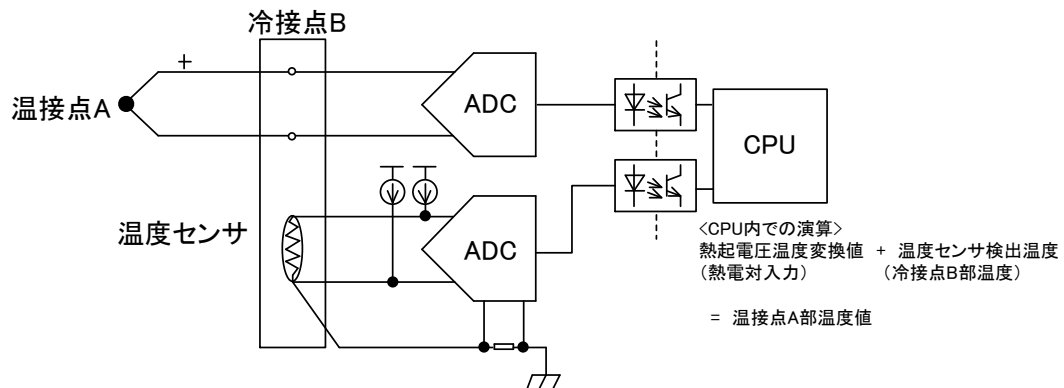 冷接点B
+
温接点A
ADC
CPU
温度センサ
ADC
<CPU内での演算>
熱起電圧温度変換値 + 温度センサ検出温度
(熱電対入力) (冷接点B部温度)
= 温接点A部温度値